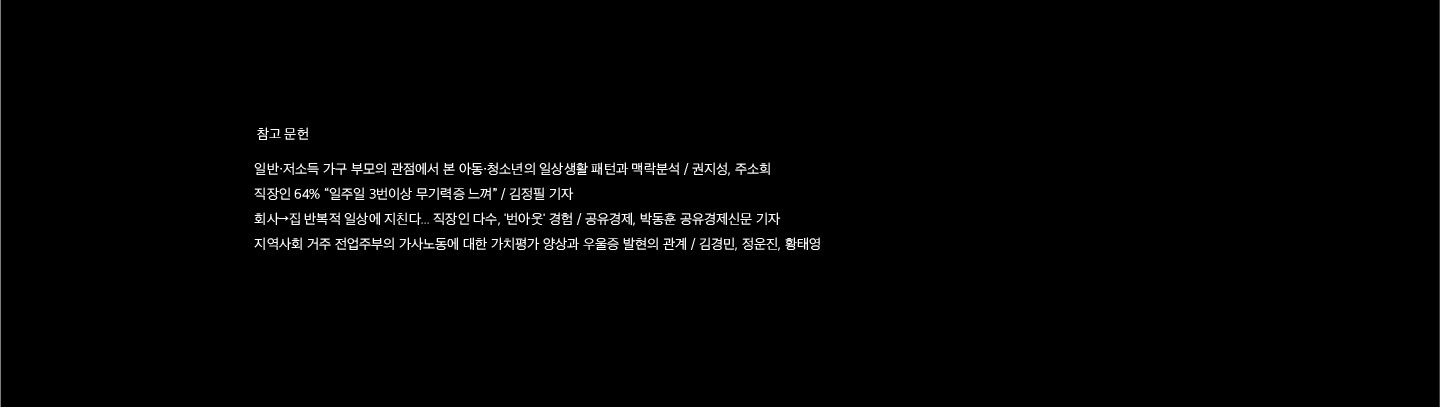 참고 문헌
일반·저소득 가구 부모의 관점에서 본 아동·청소년의 일상생활 패턴과 맥락분석 / 권지성, 주소희
직장인 64% “일주일 3번이상 무기력증 느껴” / 김정필 기자
회사→집 반복적 일상에 지친다... 직장인 다수, '번아웃' 경험 / 공유경제, 박동훈 공유경제신문 기자
지역사회 거주 전업주부의 가사노동에 대한 가치평가 양상과 우울증 발현의 관계 / 김경민, 정운진, 황태영